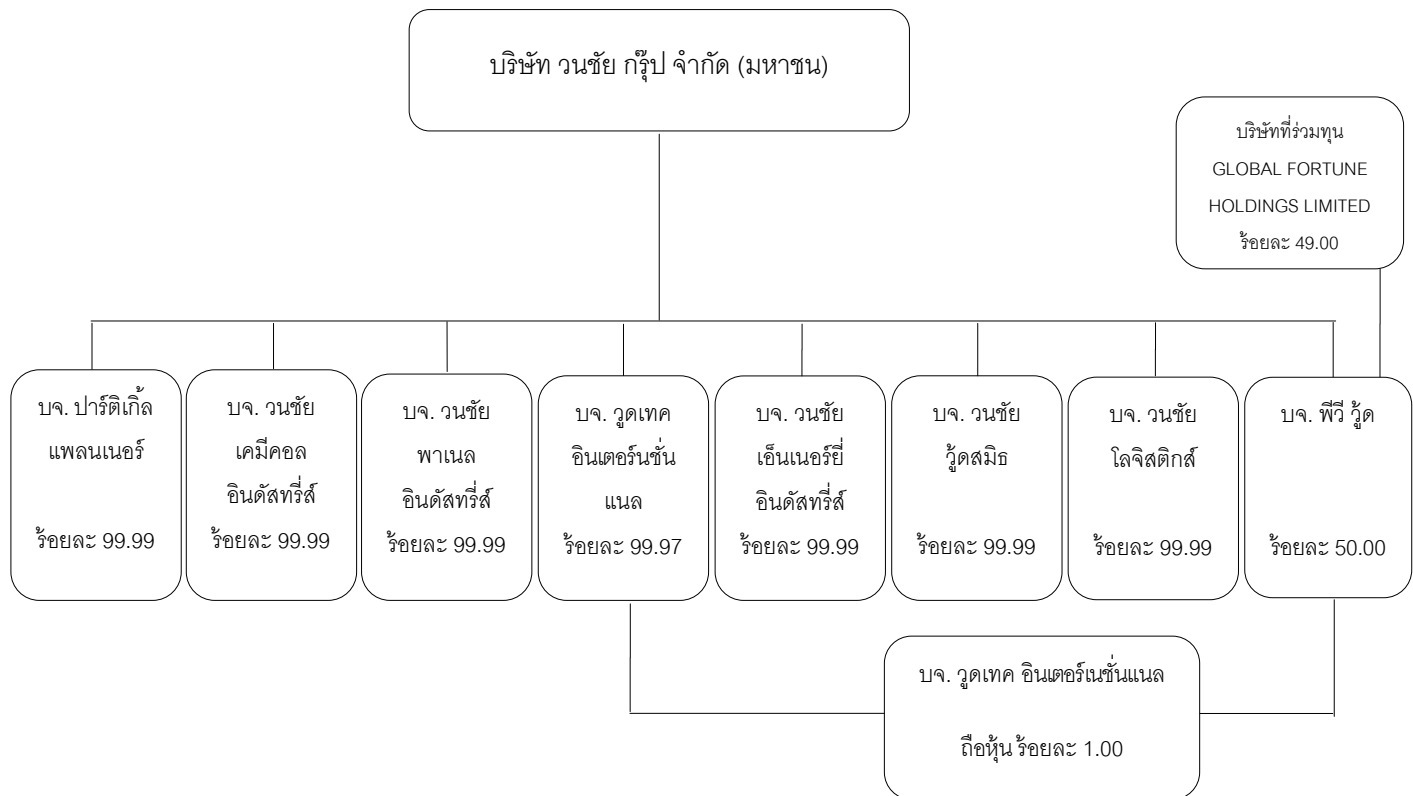 บริษัท วนชัย กรุ๊ป จำกัด (มหาชน)
บริษัทที่ร่วมทุน
GLOBAL FORTUNE
HOLDINGS LIMITED
ร้อยละ 49.00
บจ. ปาร์ติเกิ้ล
แพลนเนอร์
ร้อยละ 99.99
บจ. วนชัย
เคมีคอล
อินดัสทรี่ส์
ร้อยละ 99.99
บจ. วนชัย
พาเนล
อินดัสทรี่ส์
ร้อยละ 99.99
บจ. วูดเทค
อินเตอร์นชั่น
แนล
ร้อยละ 99.97
บจ. วนชัย
เอ็นเนอร์ยี่
อินดัสทรี่ส์
ร้อยละ 99.99
บจ. วนชัย
วู้ดสมิธ
ร้อยละ 99.99
บจ. วนชัย
โลจิสติกส์
ร้อยละ 99.99
บจ. พีวี วู้ด
ร้อยละ 50.00
บจ. วูดเทค อินเตอร์เนชั่นแนล
ถือหุ้น ร้อยละ 1.00